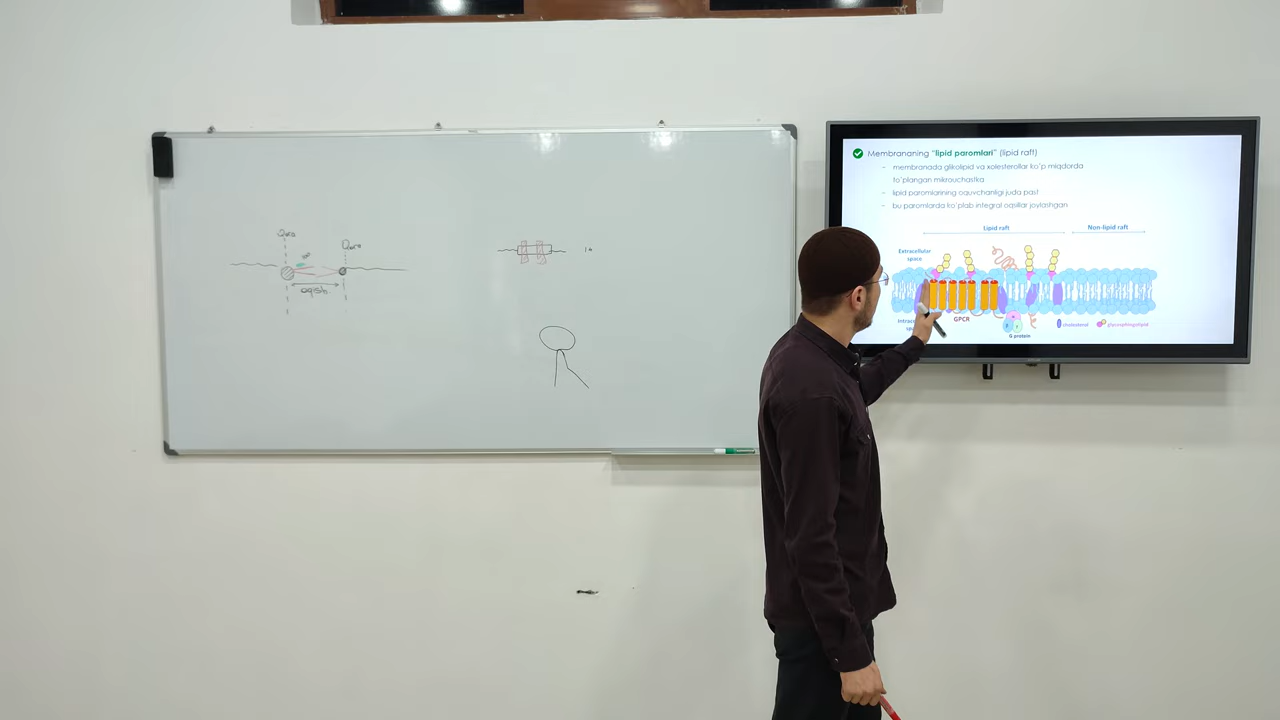 Membrananing "lipid paromlari" (lipid raft)
- membranada glikolipid va xolesterollar ko'p miqdorda
to'plangan mikrouchastka
- lipid paromlarining oquvchanligi juda past
- bu paromlarda ko'plab integral oqsillar joylashgan
Lipid raft
Non-lipid raft
Extracellular
space
GPCR
G protein
cholesterol
glycosphingolipid
oqish